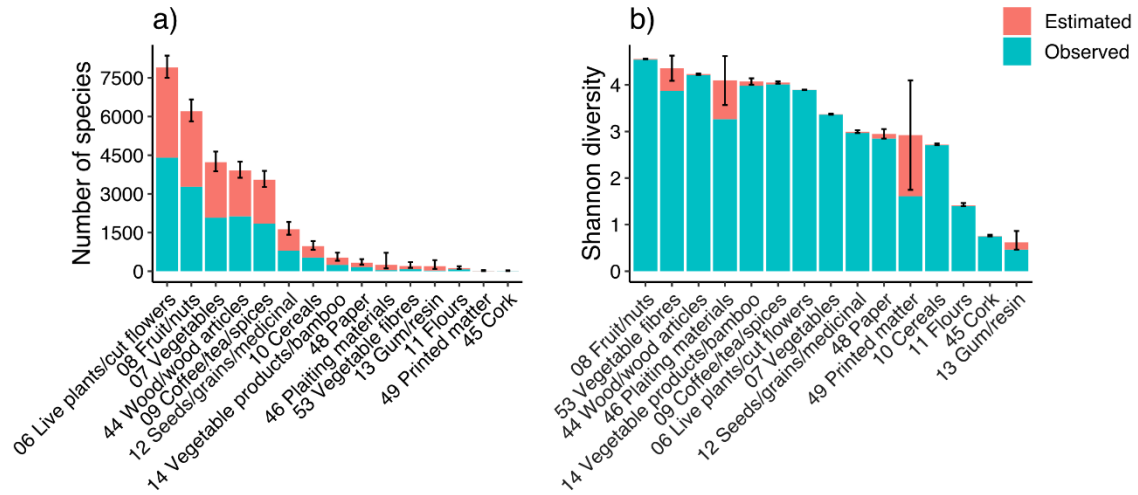 a)
Number of species
7500
6000
4500
3000
1500
0
06 Live plants/cut flowers
08 Fruit/nuts
07 Vegetables
44 Wood/wood articles
09 Coffee/tea/spices
12 Seeds/grains/medicinal
10 Cereals
14 Vegetable products/bamboo
48 Paper
46 Plaiting materials
53 Vegetable fibres
13 Gum/resin
11 Flours
49 Printed matter
45 Cork
b)
Estimated
Observed
Shannon diversity
4
3
2
1
0
08 Fruit/nuts
53 Vegetable fibres
44 Wood/wood articles
46 Plaiting materials
14 Vegetable products/bamboo
09 Coffee/tea/spices
06 Live plants/cut flowers
07 Vegetables
12 Seeds/grains/medicinal
48 Paper
49 Printed matter
10 Cereals
11 Flours
45 Cork
13 Gum/resin